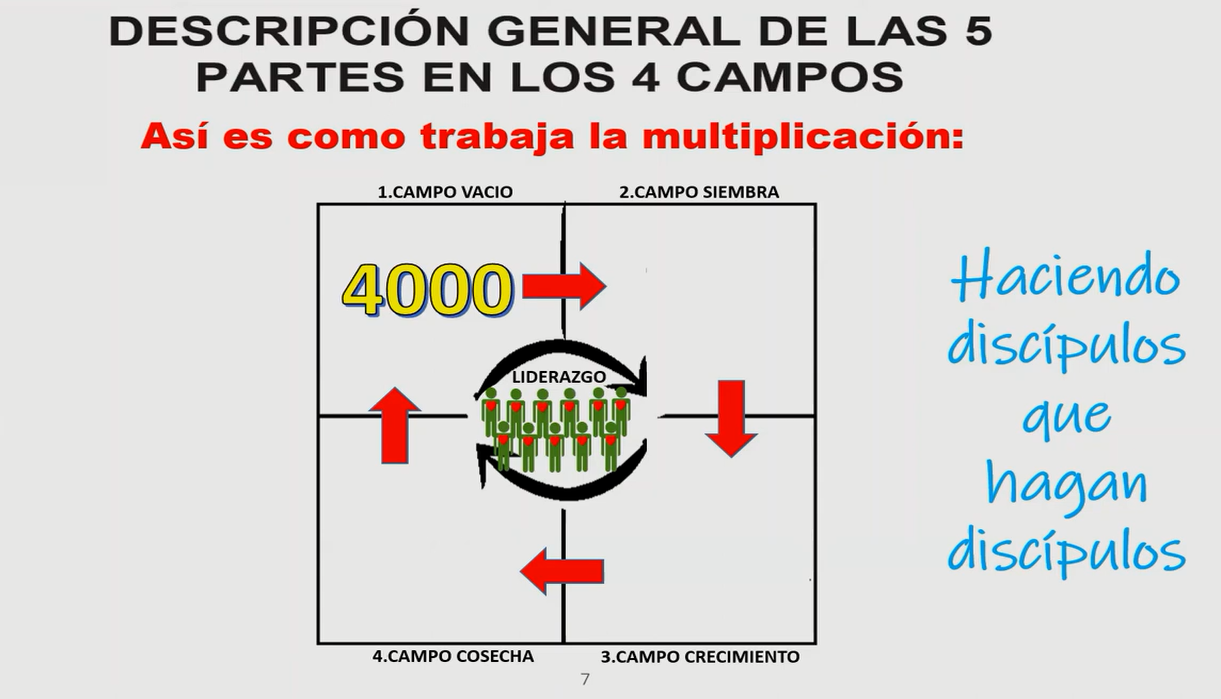 DESCRIPCIÓN GENERAL DE LAS 5
PARTES EN LOS 4 CAMPOS
Así es como trabaja la multiplicación:
1.CAMPO VACIO
2.CAMPO SIEMBRA
4000
LIDERAZGO
Haciendo
discípulos
que
hagan
discípulos
4.CAMPO COSECHA
3.CAMPO CRECIMIENTO
7